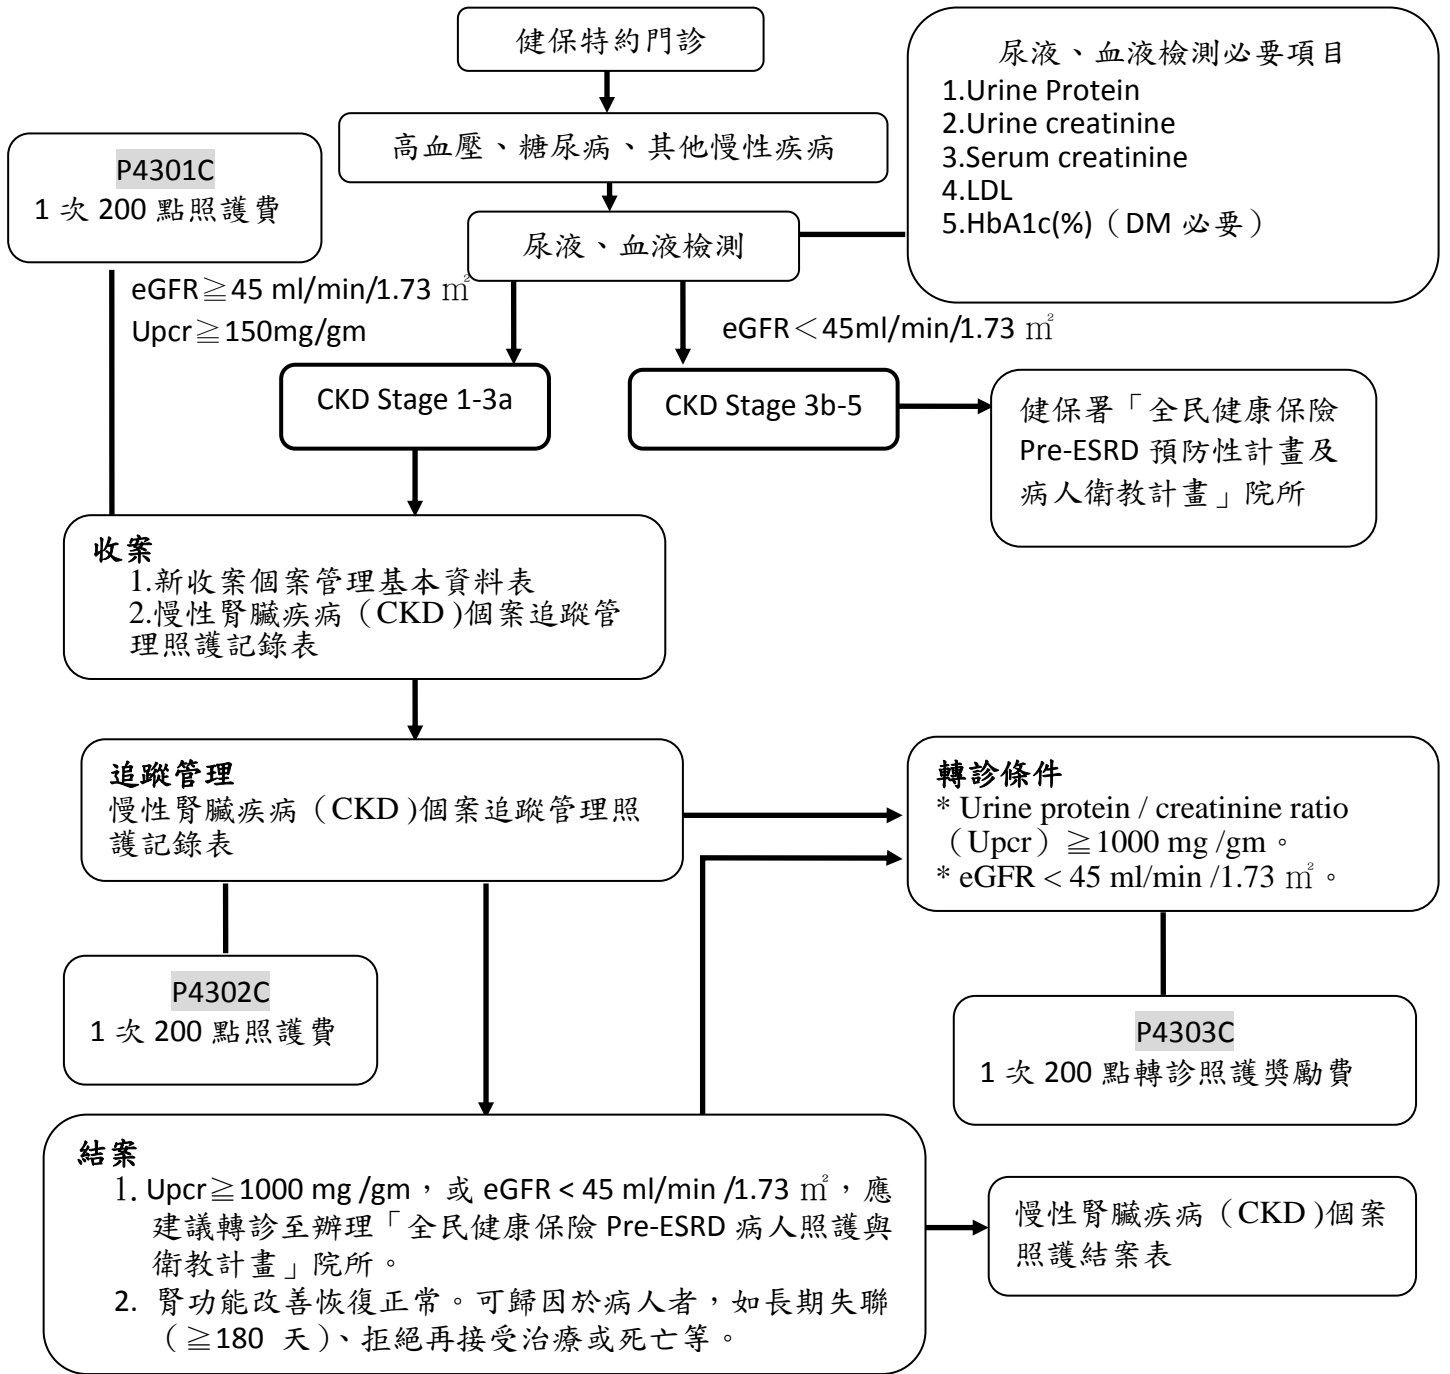 健保特約門診
尿液、血液檢測必要項目
1.Urine Protein
2.Urine creatinine
3.Serum creatinine
4.LDL
5.HbA1c(%)（DM 必要）
高血壓、糖尿病、其他慢性疾病
P4301C
1 次 200 點照護費
尿液、血液檢測
eGFR≧45 ml/min/1.73 ㎡
Upcr≧150mg/gm
eGFR＜45ml/min/1.73 ㎡
CKD Stage 1-3a
CKD Stage 3b-5
健保署「全民健康保險
Pre-ESRD 預防性計畫及
病人衛教計畫」院所
收案
1.新收案個案管理基本資料表
2.慢性腎臟疾病（CKD )個案追蹤管
理照護記錄表
追蹤管理
慢性腎臟疾病（CKD )個案追蹤管理照
護記錄表
轉診條件
* Urine protein / creatinine ratio
（Upcr）≧1000 mg /gm。
* eGFR < 45 ml/min /1.73 ㎡。
P4302C
1 次 200 點照護費
P4303C
1 次 200 點轉診照護獎勵費
結案
1. Upcr≧1000 mg /gm，或 eGFR < 45 ml/min /1.73 ㎡，應
建議轉診至辦理「全民健康保險 Pre-ESRD 病人照護與
衛教計畫」院所。
2. 腎功能改善恢復正常。可歸因於病人者，如長期失聯
（≧180 天）、拒絕再接受治療或死亡等。
慢性腎臟疾病（CKD )個案
照護結案表